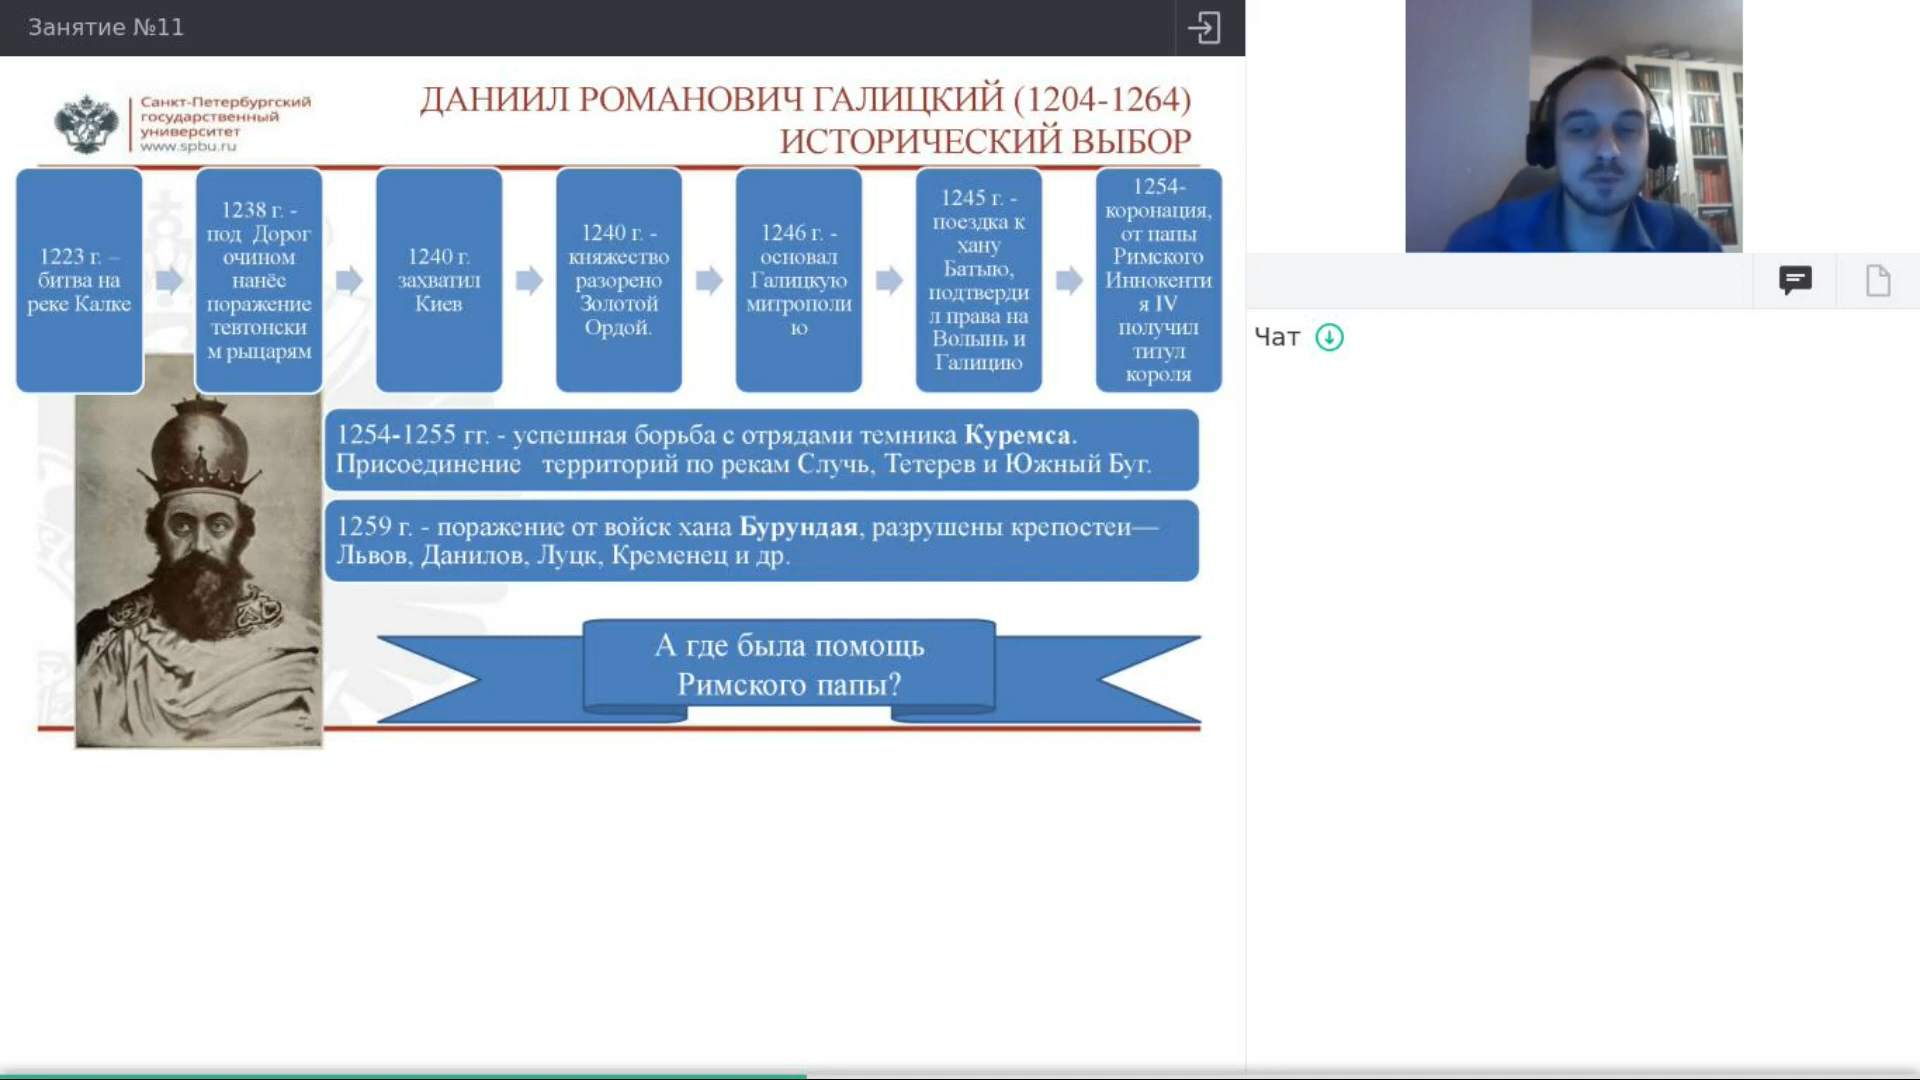 Занятие №11
Санкт-Петербургский
государственный
университет
www.spbu.ru
ДАНИИЛ РОМАНОВИЧ ГАЛИЦКИЙ (1204-1264)
ИСТОРИЧЕСКИЙ ВЫБОР
1223 г. –
битва на
реке Калке
1238 г. -
под Дорог
очином
нанёс
поражение
тевтонски
м рыцарям
1240 г.
захватил
Киев
1240 г. -
княжество
разорено
Золотой
Ордой.
1246 г. -
основал
Галицкую
митрополи
ю
1245 г. -
поездка к
хану
Батыю,
подтверди
л права на
Волынь и
Галицию
1254-
коронация,
от папы
Римского
Иннокенти
я IV
получил
титул
короля
1254-1255 гг. - успешная борьба с отрядами темника Куремса.
Присоединение территорий по рекам Случь, Тетерев и Южный Буг.
1259 г. - поражение от войск хана Бурундая, разрушены крепостеи—
Львов, Данилов, Луцк, Кременец и др.
А где была помощь
Римского папы?
Чат